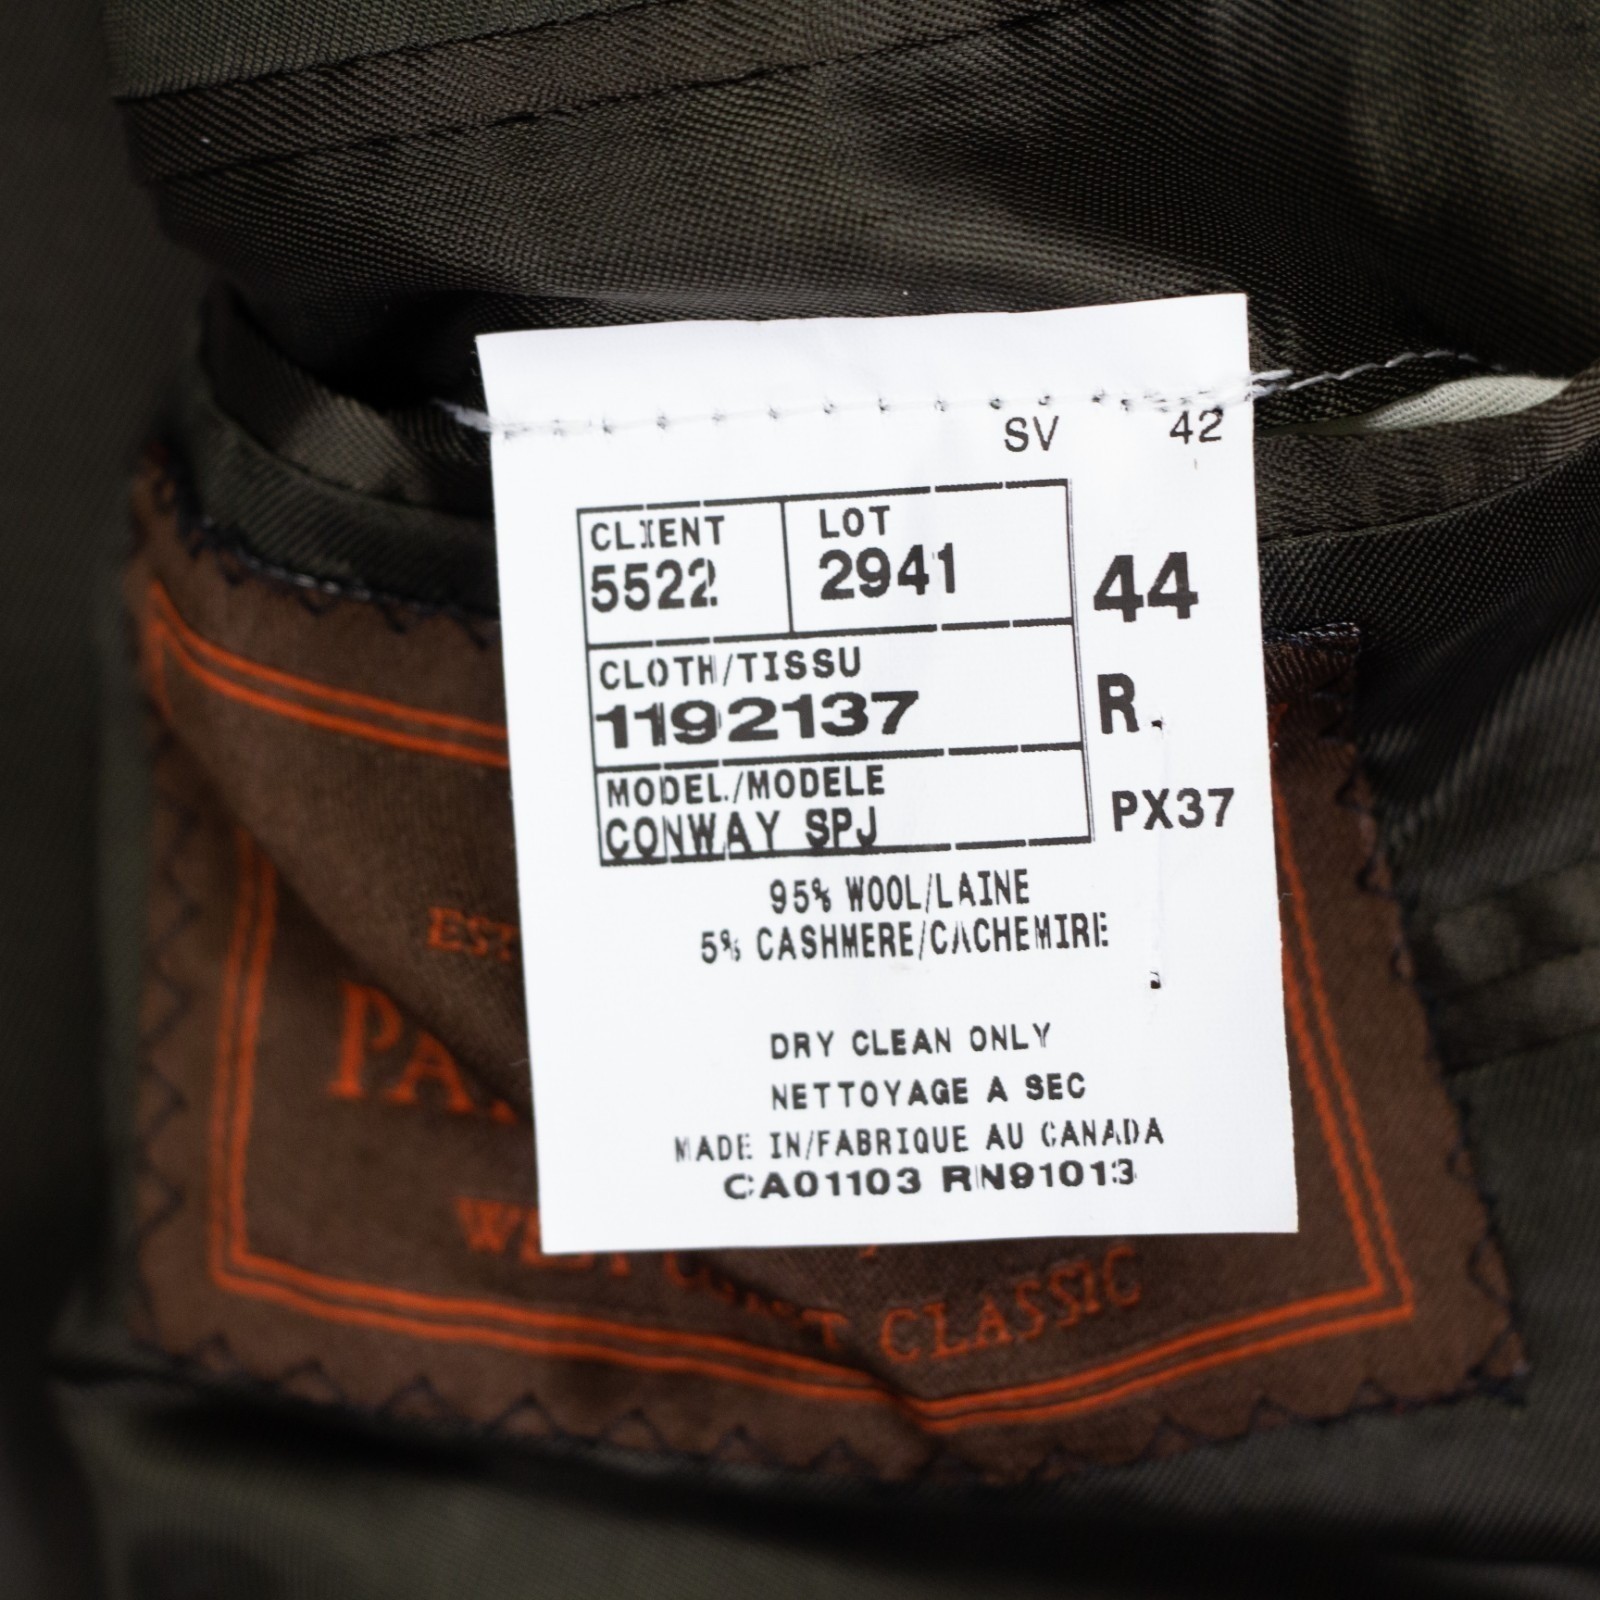 SV 42
CLIENT LOT
5522 2941 44
CLOTH/TISSU
1192137 R.
MODEL./MODELE PX37
CONWAY SPJ
95% WOOL/LAINE
5% CASHMERE/CACHEMIRE
DRY CLEAN ONLY
NETTOYAGE A SEC
MADE IN/FABRIQUE AU CANADA
CA01103 RN91013
CLASSIC